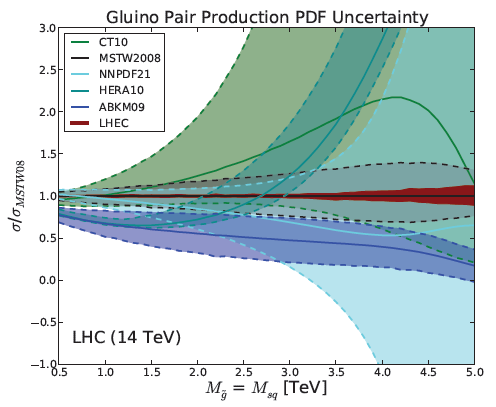 Gluino Pair Production PDF Uncertainty
3.0
2.5
2.0
1.5
1.0
0.5
0.0
−0.5
−1.0
σ/σ_MSTW08
CT10
MSTW2008
NNPDF21
HERA10
ABKM09
LHEC
LHC (14 TeV)
0.5 1.0 1.5 2.0 2.5 3.0 3.5 4.0 4.5 5.0
M_g̃ = M_sq [TeV]